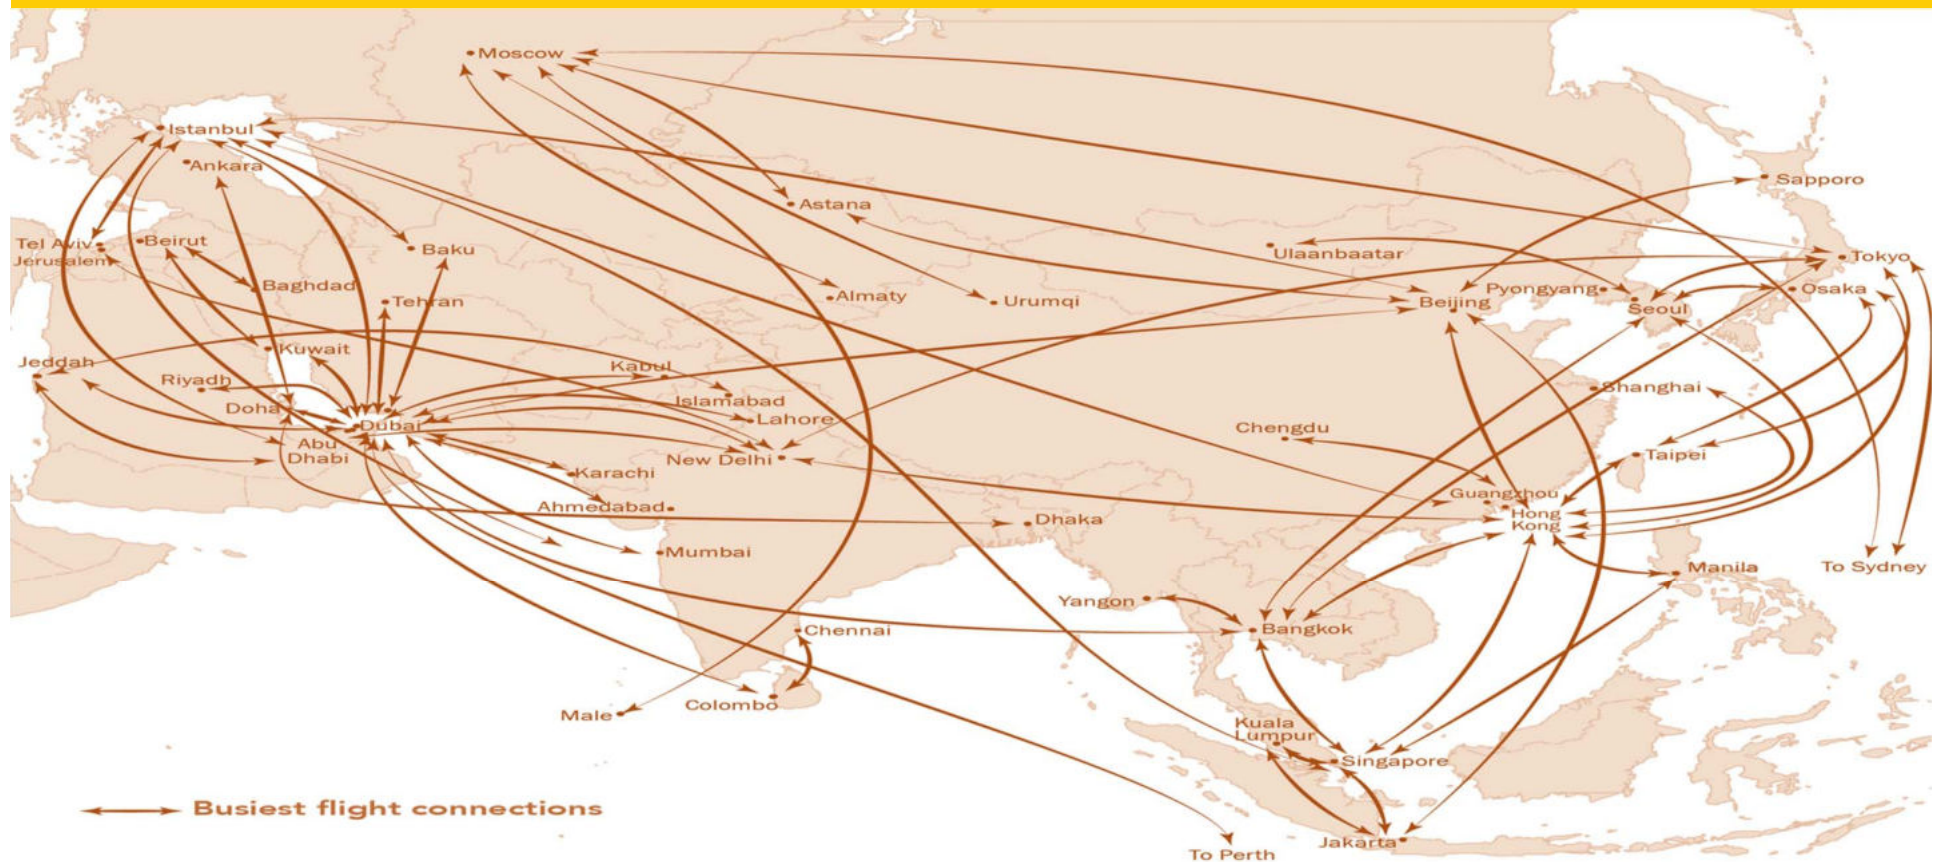 Moscow
Istanbul
Ankara
Sapporo
Astana
Tel Aviv
Jerusalem
Beirut
Baku
Ulaanbaatar
Tokyo
Baghdad
Tehran
Almaty
Urumqi
Beijing
Pyongyang
Seoul
Osaka
Jeddah
Kuwait
Riyadh
Kabul
Islamabad
Shanghai
Doha
Dubai
Lahore
Chengdu
Abu
Dhabi
New Delhi
Taipei
Karachi
Ahmedabad
Guangzhou
Hong
Kong
Dhaka
Mumbai
Manila
To Sydney
Yangon
Bangkok
Chennai
Male
Colombo
Kuala
Lumpur
Singapore
Busiest flight connections
Jakarta
To Perth